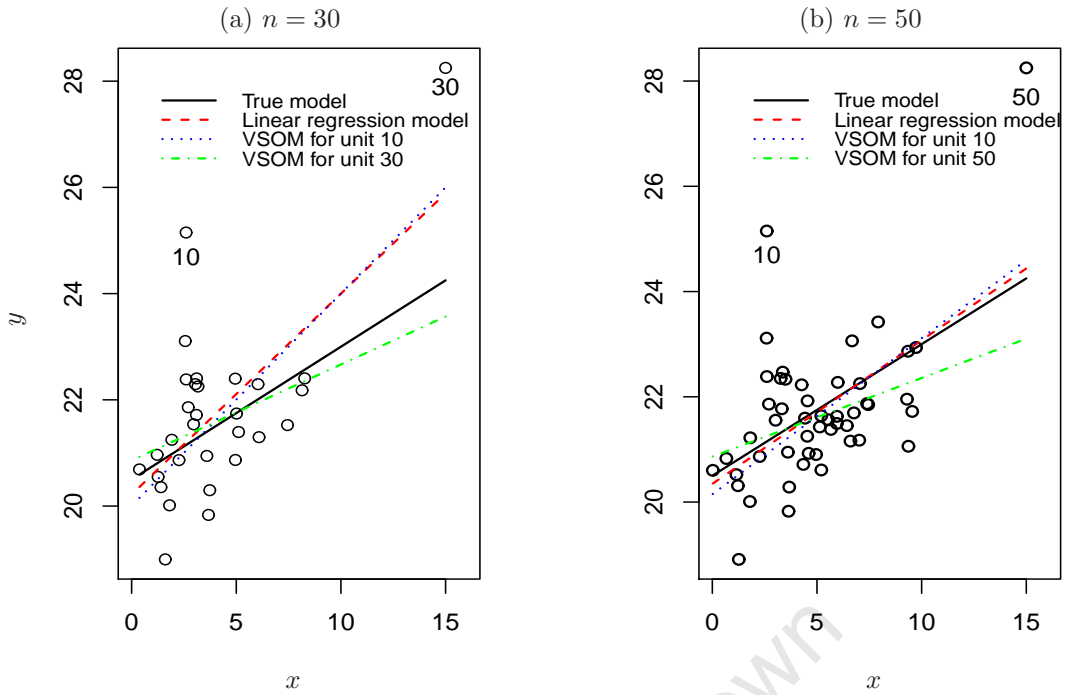 (a) n = 30
(b) n = 50
30
True model
Linear regression model
VSOM for unit 10
VSOM for unit 30
10
28
26
24
22
20
y
0 5 10 15
x
50
True model
Linear regression model
VSOM for unit 10
VSOM for unit 50
10
28
26
24
22
20
0 5 10 15
x
own